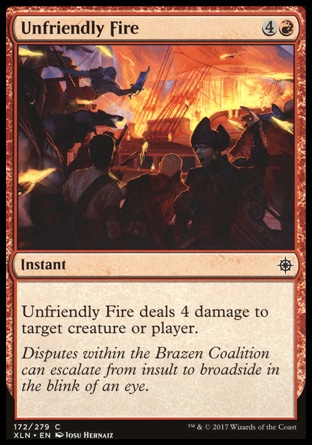 Unfriendly Fire 4
Instant
Unfriendly Fire deals 4 damage to
target creature or player.
Disputes within the Brazen Coalition
can escalate from insult to broadside in
the blink of an eye.
172/279 C
XLN • EN Josu Hernaiz
™ & © 2017 Wizards of the Coast